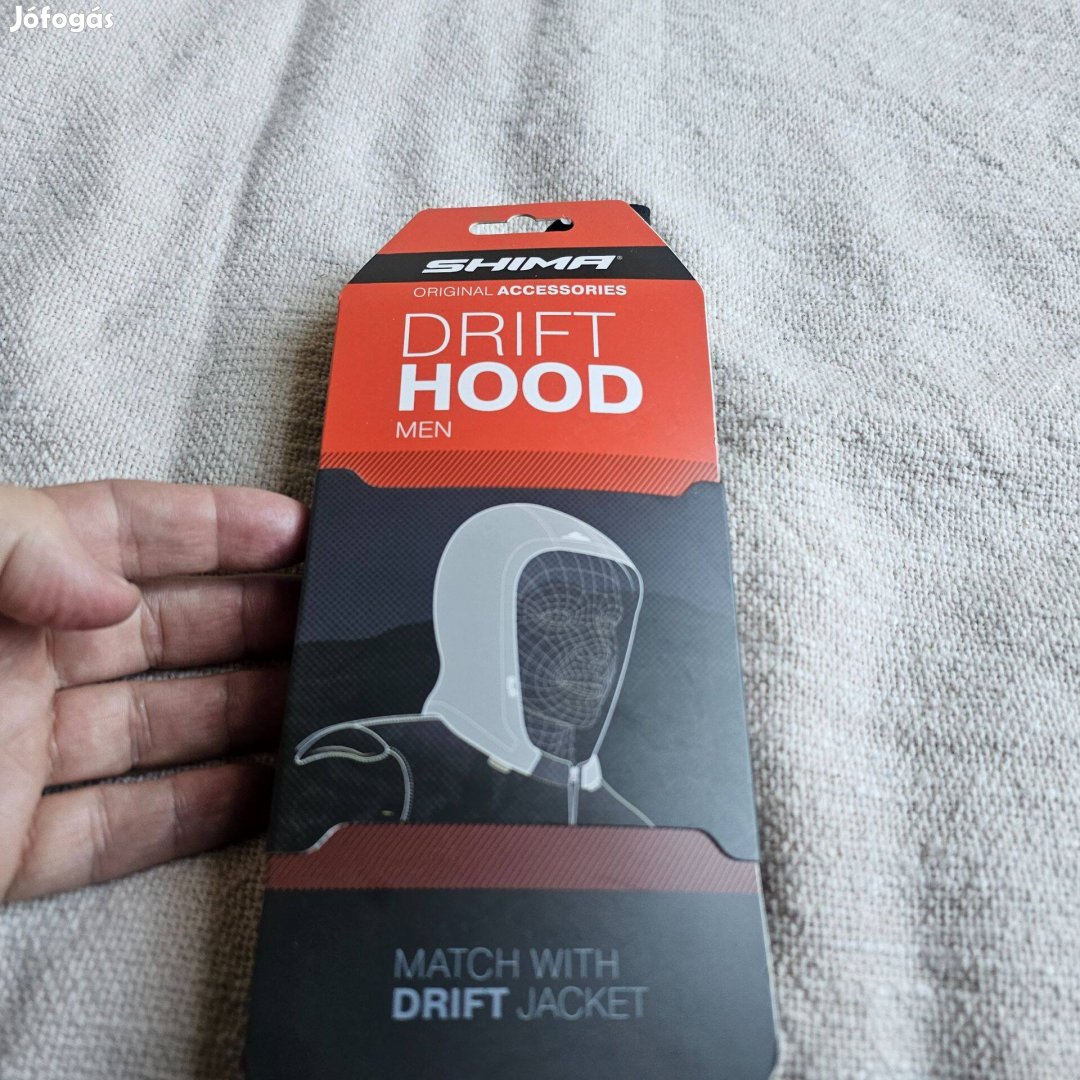 Jófogás
SHIMA®
ORIGINAL ACCESSORIES
DRIFT
HOOD
MEN
MATCH WITH
DRIFT JACKET